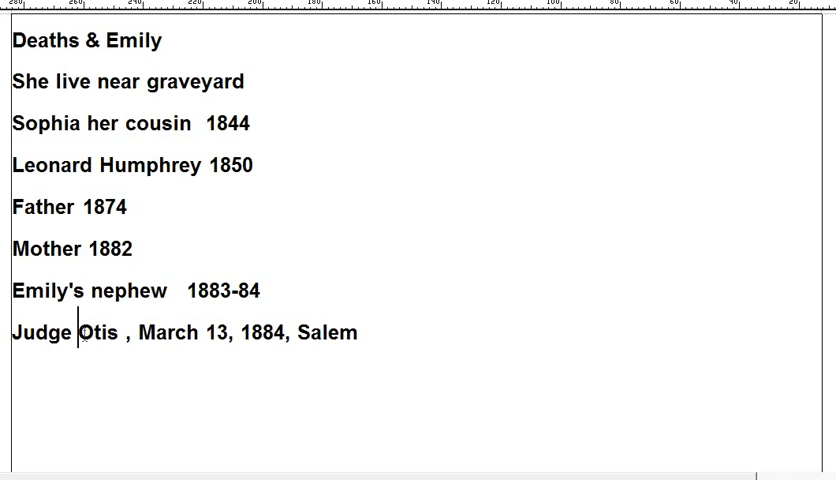 Deaths & Emily
She live near graveyard
Sophia her cousin  1844
Leonard Humphrey 1850
Father 1874
Mother 1882
Emily's nephew  1883-84
Judge Otis , March 13, 1884, Salem